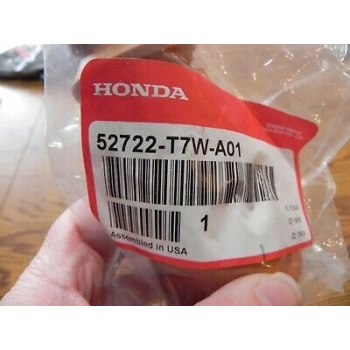 HONDA
52722-T7W-A01
1
Assembled in USA